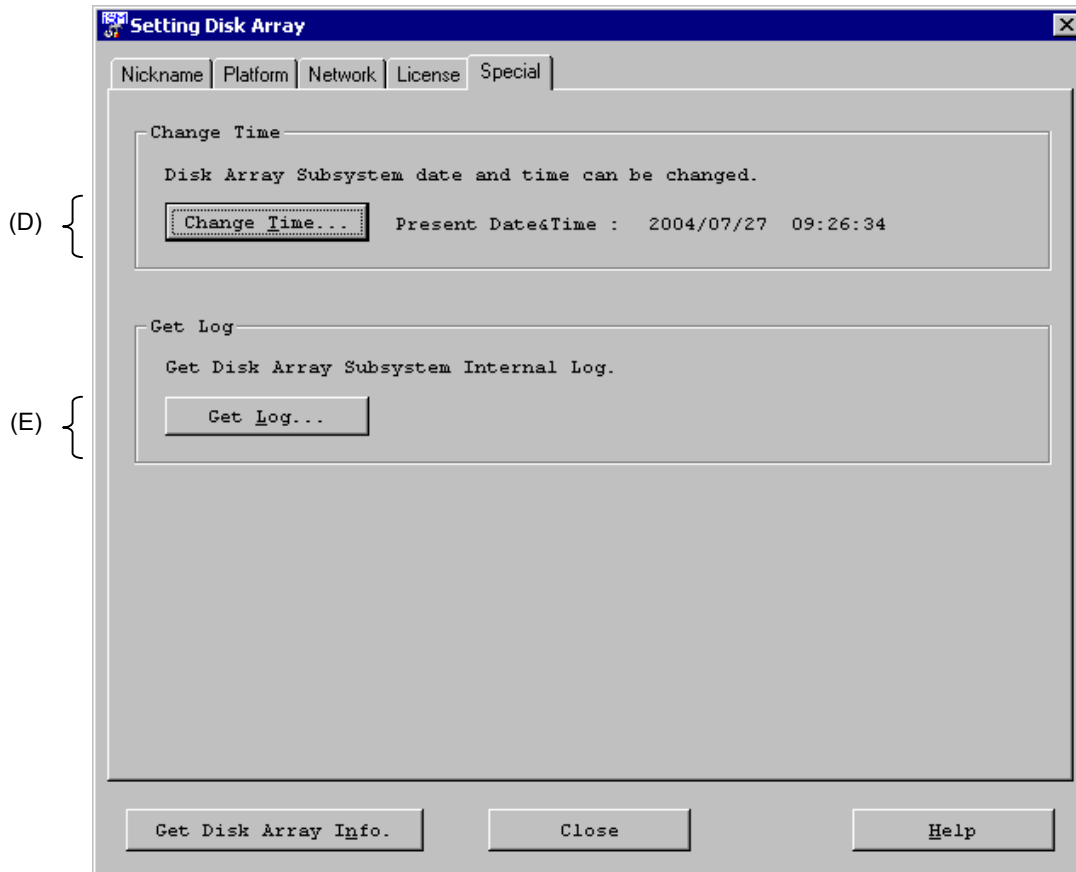 Setting Disk Array
Nickname Platform Network License Special
Change Time
Disk Array Subsystem date and time can be changed.
(D) Change Time... Present Date&Time : 2004/07/27 09:26:34
Get Log
Get Disk Array Subsystem Internal Log.
(E) Get Log...
Get Disk Array Info. Close Help